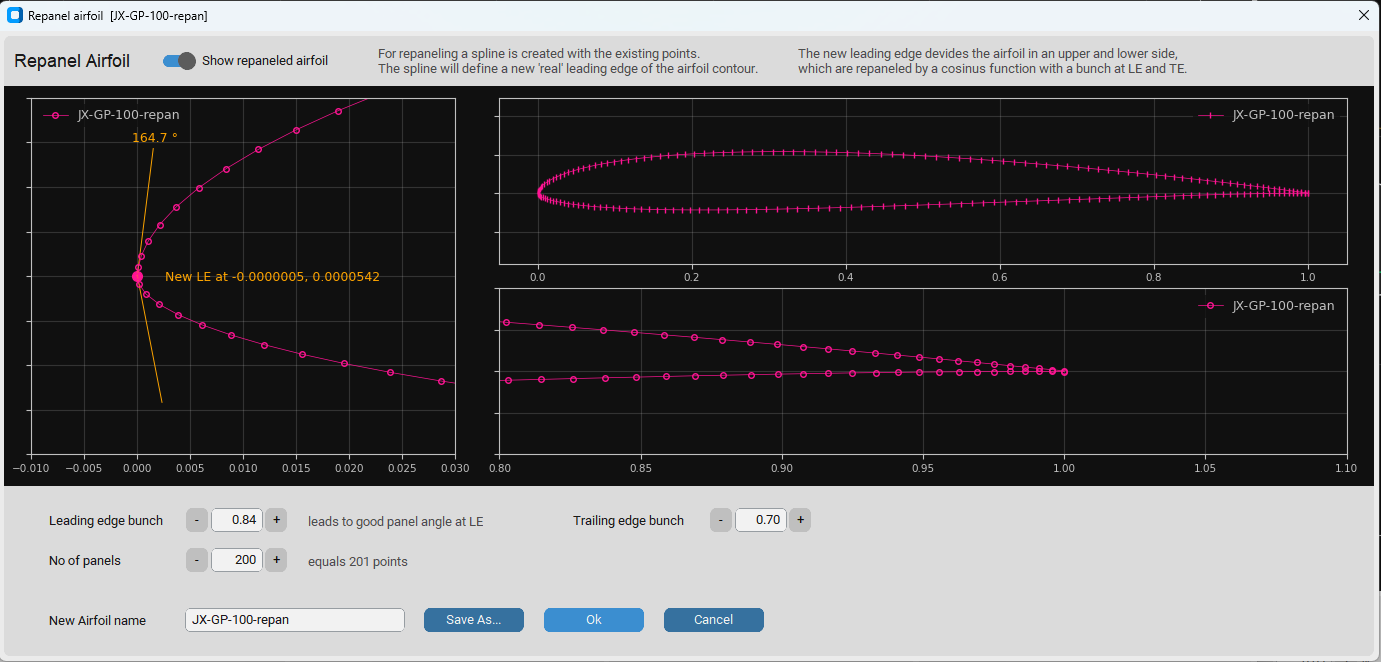 Repanel airfoil  [JX-GP-100-repan]
Repanel Airfoil
Show repaneled airfoil
For repaneling a spline is created with the existing points.
The spline will define a new 'real' leading edge of the airfoil contour.
The new leading edge devides the airfoil in an upper and lower side,
which are repaneled by a cosinus function with a bunch at LE and TE.
JX-GP-100-repan
164.7 °
New LE at -0.0000005, 0.0000542
−0.010 −0.005 0.000 0.005 0.010 0.015 0.020 0.025 0.030
JX-GP-100-repan
0.0 0.2 0.4 0.6 0.8 1.0
JX-GP-100-repan
0.80 0.85 0.90 0.95 1.00 1.05 1.10
Leading edge bunch - 0.84 + leads to good panel angle at LE
Trailing edge bunch - 0.70 +
No of panels - 200 + equals 201 points
New Airfoil name JX-GP-100-repan Save As... Ok Cancel